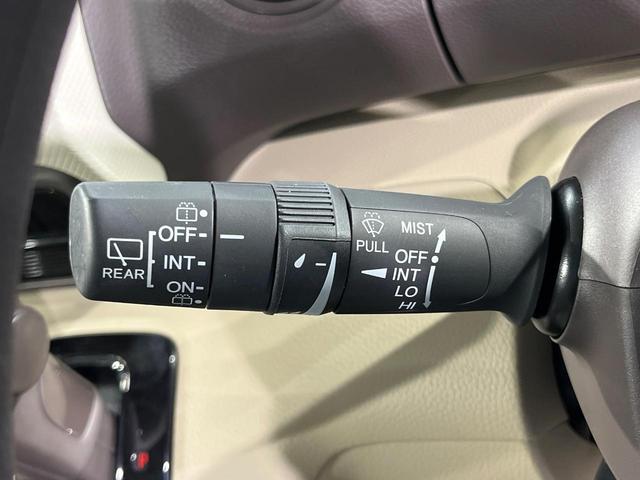 REAR
OFF
INT
ON
PULL
MIST
OFF
INT
LO
HI